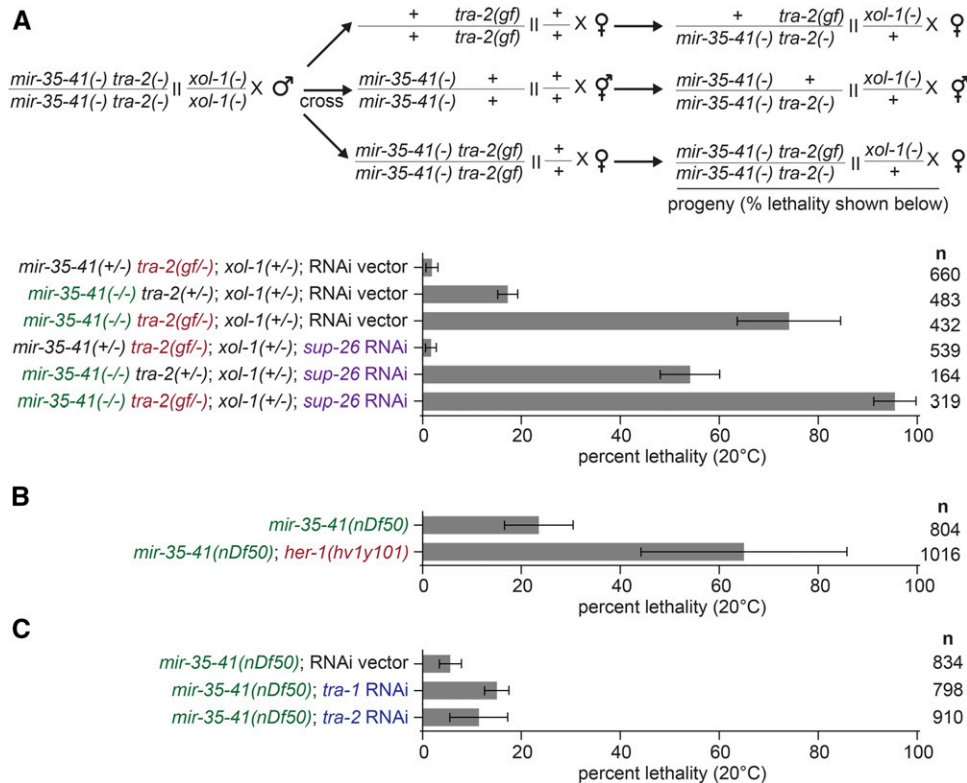 A
+ tra-2(gf) || + X ♀
+ tra-2(gf) +
+ tra-2(gf) || xol-1(-) X ♀
mir-35-41(-) tra-2(-) +
mir-35-41(-) tra-2(-) || xol-1(-) X ♂
mir-35-41(-) tra-2(-) xol-1(-)
cross
mir-35-41(-) + || + X ⚥
mir-35-41(-) + +
mir-35-41(-) + || xol-1(-) X ⚥
mir-35-41(-) tra-2(-) +
mir-35-41(-) tra-2(gf) || + X ♀
mir-35-41(-) tra-2(gf) +
mir-35-41(-) tra-2(gf) || xol-1(-) X ♀
mir-35-41(-) tra-2(-) +
progeny (% lethality shown below)
n
mir-35-41(+/-) tra-2(gf/-); xol-1(+/-); RNAi vector 660
mir-35-41(-/-) tra-2(+/-); xol-1(+/-); RNAi vector 483
mir-35-41(-/-) tra-2(gf/-); xol-1(+/-); RNAi vector 432
mir-35-41(+/-) tra-2(gf/-); xol-1(+/-); sup-26 RNAi 539
mir-35-41(-/-) tra-2(+/-); xol-1(+/-); sup-26 RNAi 164
mir-35-41(-/-) tra-2(gf/-); xol-1(+/-); sup-26 RNAi 319
0 20 40 60 80 100
percent lethality (20°C)
B
n
mir-35-41(nDf50) 804
mir-35-41(nDf50); her-1(hv1y101) 1016
0 20 40 60 80 100
percent lethality (20°C)
C
n
mir-35-41(nDf50); RNAi vector 834
mir-35-41(nDf50); tra-1 RNAi 798
mir-35-41(nDf50); tra-2 RNAi 910
0 20 40 60 80 100
percent lethality (20°C)